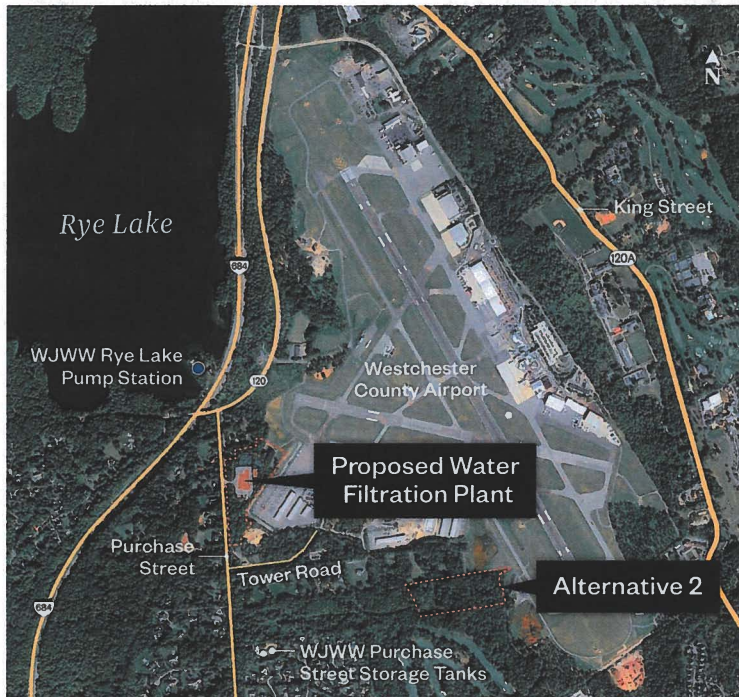 N
Rye Lake
King Street
684
120A
WJWW Rye Lake
Pump Station
120
Westchester
County Airport
Proposed Water
Filtration Plant
Purchase
Street
Tower Road
Alternative 2
684
WJWW Purchase
Street Storage Tanks